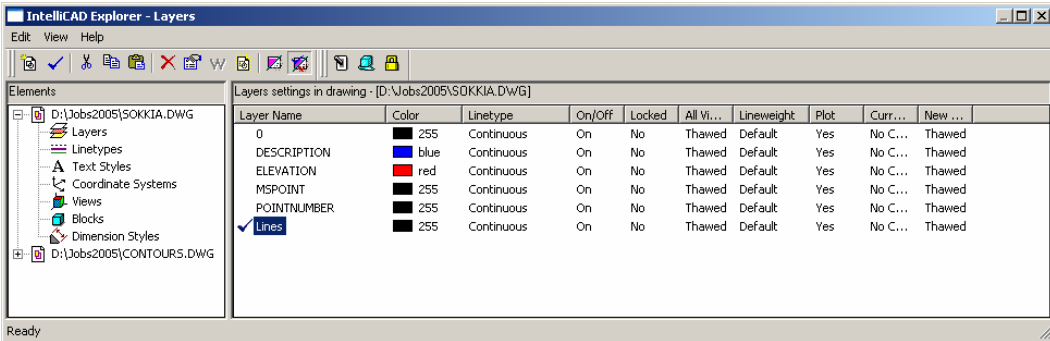 IntelliCAD Explorer - Layers
Edit View Help
Elements
Layers settings in drawing - [D:\Jobs2005\SOKKIA.DWG]
D:\Jobs2005\SOKKIA.DWG
Layers
Linetypes
A Text Styles
Coordinate Systems
Views
Blocks
Dimension Styles
D:\Jobs2005\CONTOURS.DWG
Layer Name Color Linetype On/Off Locked All Vi... Lineweight Plot Curr... New ...
0 255 Continuous On No Thawed Default Yes No C... Thawed
DESCRIPTION blue Continuous On No Thawed Default Yes No C... Thawed
ELEVATION red Continuous On No Thawed Default Yes No C... Thawed
MSPOINT 255 Continuous On No Thawed Default Yes No C... Thawed
POINTNUMBER 255 Continuous On No Thawed Default Yes No C... Thawed
Lines 255 Continuous On No Thawed Default Yes No C... Thawed
Ready